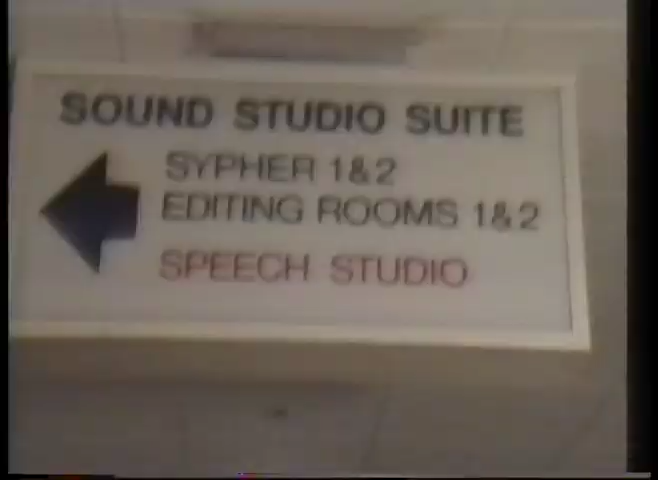 SOUND STUDIO SUITE
SYPHER 1&2
EDITING ROOMS 1&2
SPEECH STUDIO